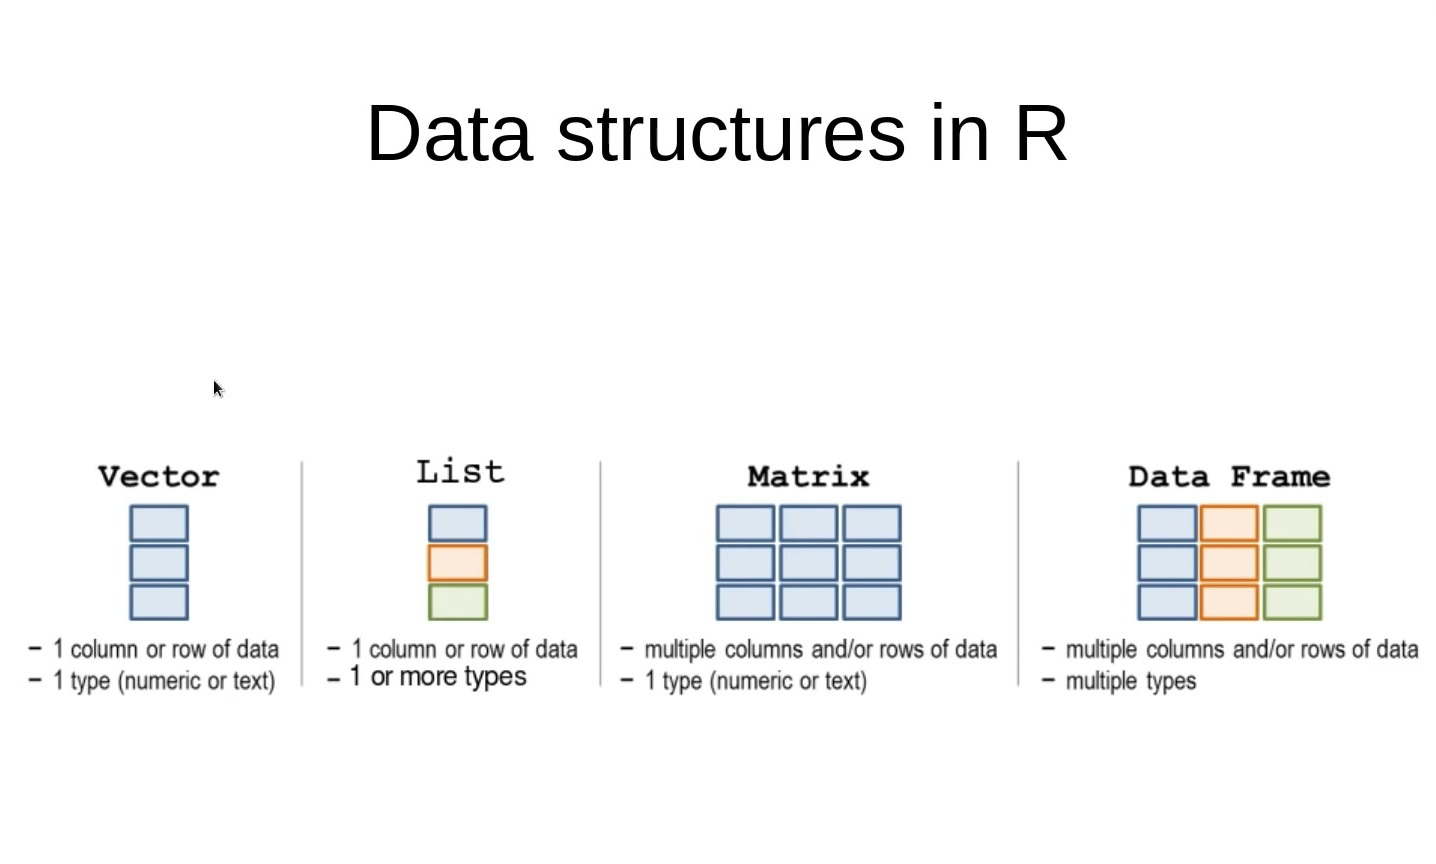 Data structures in R
Vector
– 1 column or row of data
– 1 type (numeric or text)
List
– 1 column or row of data
– 1 or more types
Matrix
– multiple columns and/or rows of data
– 1 type (numeric or text)
Data Frame
– multiple columns and/or rows of data
– multiple types